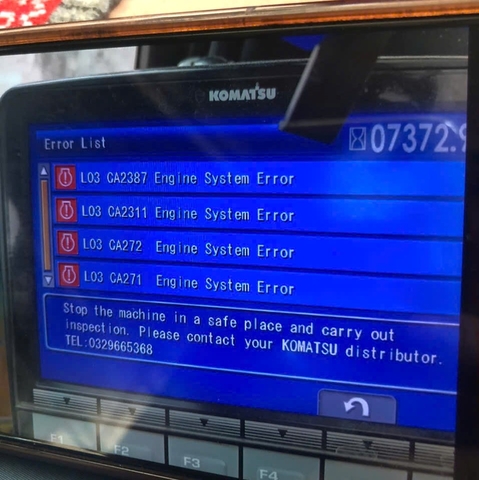 KOMATSU
Error List 07372.9
L03 CA2387 Engine System Error
L03 CA2311 Engine System Error
L03 CA272 Engine System Error
L03 CA271 Engine System Error
Stop the machine in a safe place and carry out
inspection. Please contact your KOMATSU distributor.
TEL:0329665368
F1 F2 F3 F4